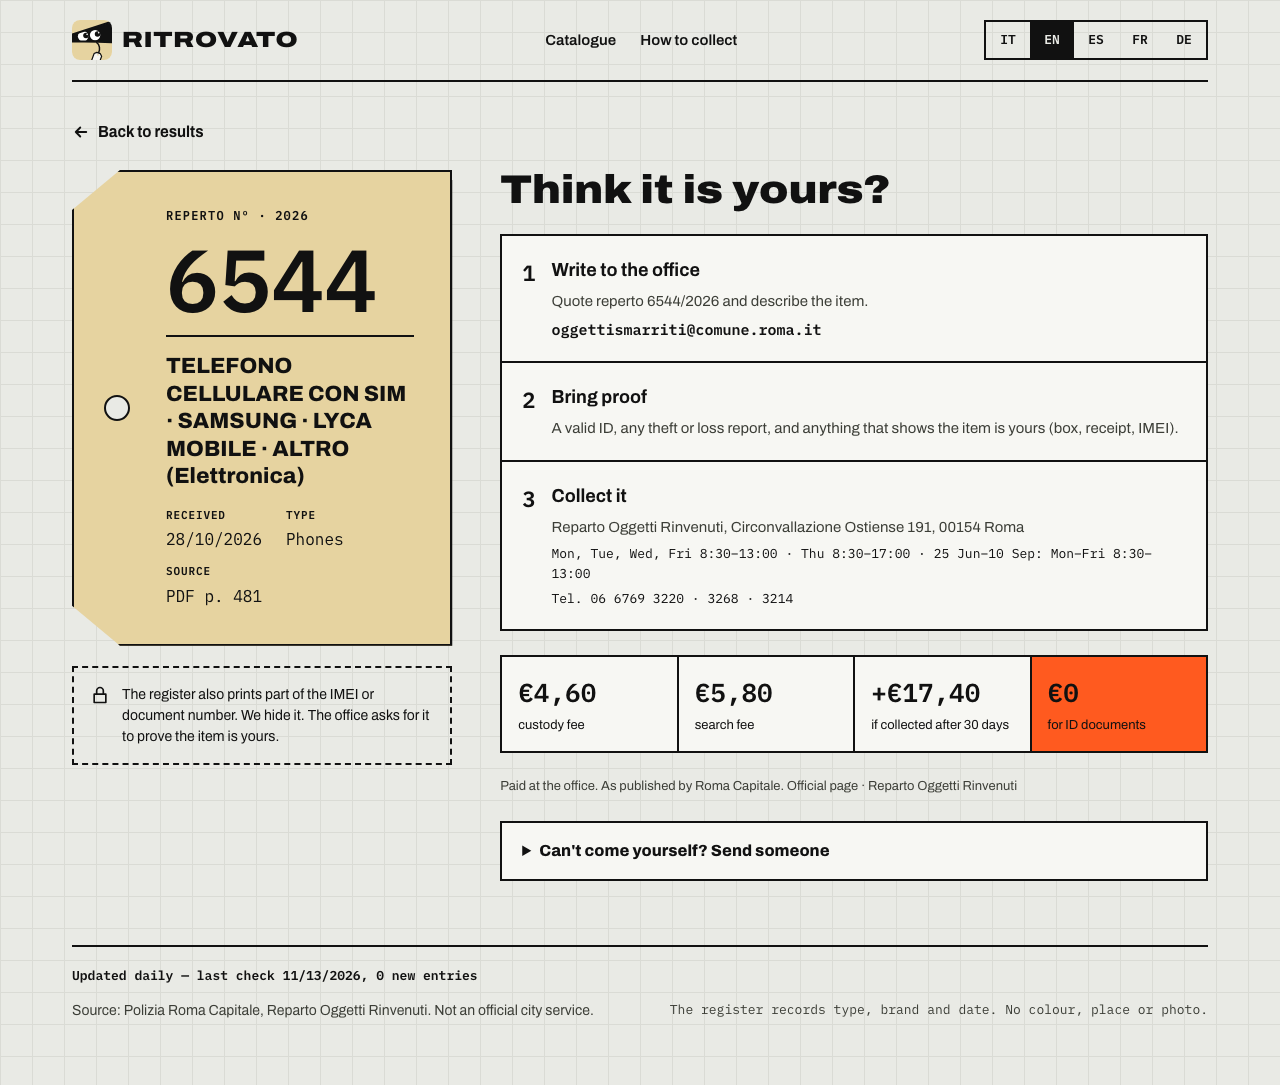 RITROVATO
Catalogue
How to collect
IT EN ES FR DE
← Back to results
REPERTO Nº · 2026
6544
TELEFONO
CELLULARE CON SIM
· SAMSUNG · LYCA
MOBILE · ALTRO
(Elettronica)
RECEIVED
28/10/2026
TYPE
Phones
SOURCE
PDF p. 481
The register also prints part of the IMEI or
document number. We hide it. The office asks for it
to prove the item is yours.
Think it is yours?
1 Write to the office
Quote reperto 6544/2026 and describe the item.
oggettismarriti@comune.roma.it
2 Bring proof
A valid ID, any theft or loss report, and anything that shows the item is yours (box, receipt, IMEI).
3 Collect it
Reparto Oggetti Rinvenuti, Circonvallazione Ostiense 191, 00154 Roma
Mon, Tue, Wed, Fri 8:30–13:00 · Thu 8:30–17:00 · 25 Jun–10 Sep: Mon–Fri 8:30–
13:00
Tel. 06 6769 3220 · 3268 · 3214
€4,60
custody fee
€5,80
search fee
+€17,40
if collected after 30 days
€0
for ID documents
Paid at the office. As published by Roma Capitale. Official page · Reparto Oggetti Rinvenuti
▶ Can't come yourself? Send someone
Updated daily — last check 11/13/2026, 0 new entries
Source: Polizia Roma Capitale, Reparto Oggetti Rinvenuti. Not an official city service.
The register records type, brand and date. No colour, place or photo.